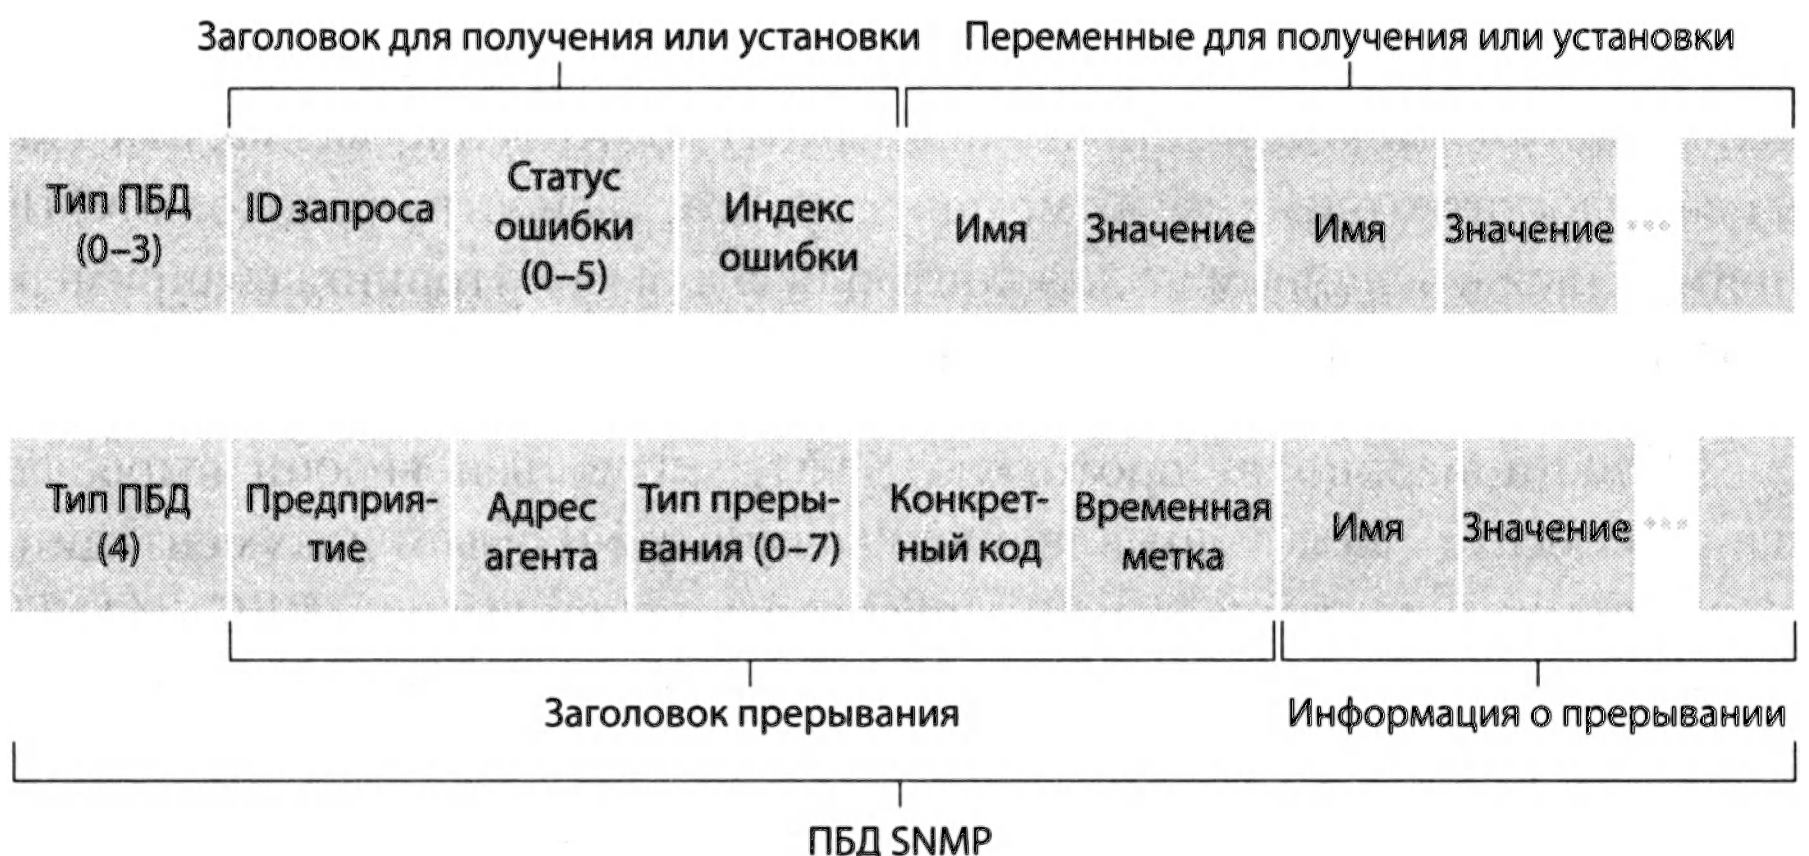 Заголовок для получения или установки Переменные для получения или установки
Тип ПБД
(0–3)
ID запроса
Статус
ошибки
(0–5)
Индекс
ошибки
Имя
Значение
Имя
Значение
Тип ПБД
(4)
Предприя-
тие
Адрес
агента
Тип преры-
вания (0–7)
Конкрет-
ный код
Временная
метка
Имя
Значение
Заголовок прерывания
Информация о прерывании
ПБД SNMP